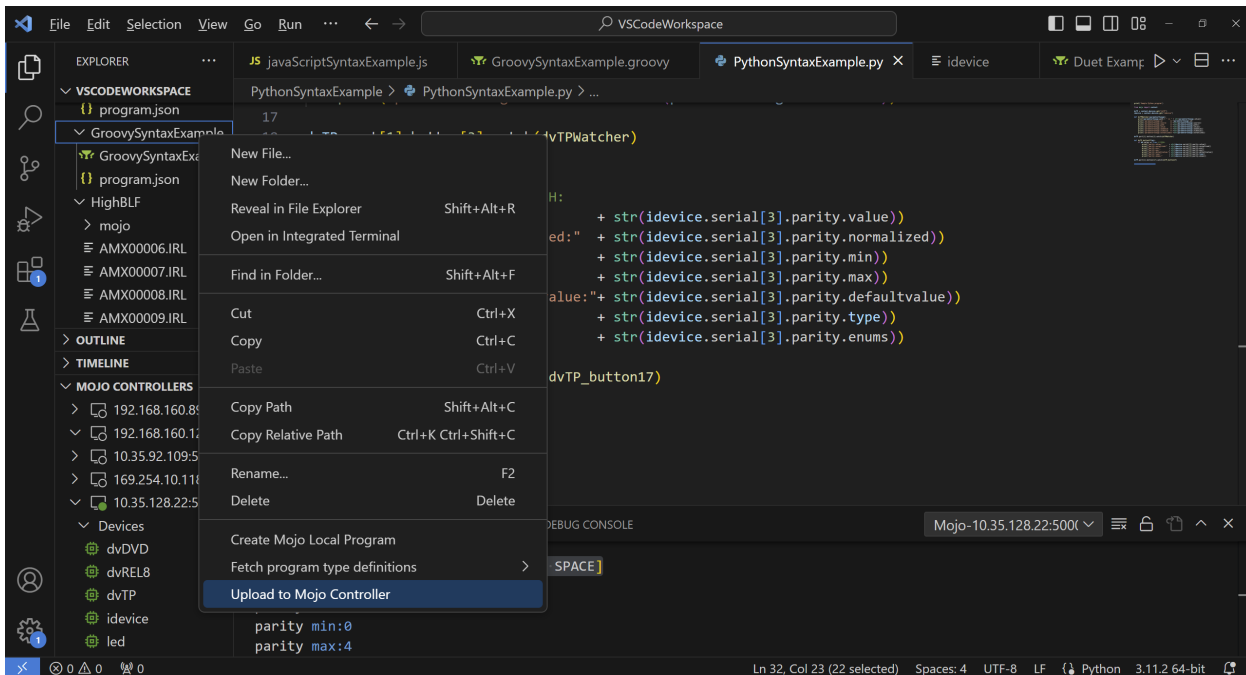 File Edit Selection View Go Run ··· VSCodeWorkspace
EXPLORER ···
JS javaScriptSyntaxExample.js GroovySyntaxExample.groovy PythonSyntaxExample.py idevice Duet Examp ···
PythonSyntaxExample > PythonSyntaxExample.py > ...
VSCODEWORKSPACE
{} program.json
GroovySyntaxExample
GroovySyntaxExa
{} program.json
HighBLF
mojo
AMX00006.IRL
AMX00007.IRL
AMX00008.IRL
AMX00009.IRL
OUTLINE
TIMELINE
MOJO CONTROLLERS
192.168.160.89
192.168.160.12
10.35.92.109:5
169.254.10.118
10.35.128.22:5
Devices
dvDVD
dvREL8
dvTP
idevice
led
New File...
New Folder...
Reveal in File Explorer Shift+Alt+R
Open in Integrated Terminal
Find in Folder... Shift+Alt+F
Cut Ctrl+X
Copy Ctrl+C
Paste Ctrl+V
Copy Path Shift+Alt+C
Copy Relative Path Ctrl+K Ctrl+Shift+C
Rename... F2
Delete Delete
Create Mojo Local Program
Fetch program type definitions >
Upload to Mojo Controller
17
vTPWatcher)
H:
+ str(idevice.serial[3].parity.value))
ed:" + str(idevice.serial[3].parity.normalized))
+ str(idevice.serial[3].parity.min))
+ str(idevice.serial[3].parity.max))
alue:"+ str(idevice.serial[3].parity.defaultvalue))
+ str(idevice.serial[3].parity.type))
+ str(idevice.serial[3].parity.enums))
dvTP_button17)
DEBUG CONSOLE Mojo-10.35.128.22:5000
SPACE]
parity min:0
parity max:4
0 0 0 Ln 32, Col 23 (22 selected) Spaces: 4 UTF-8 LF Python 3.11.2 64-bit